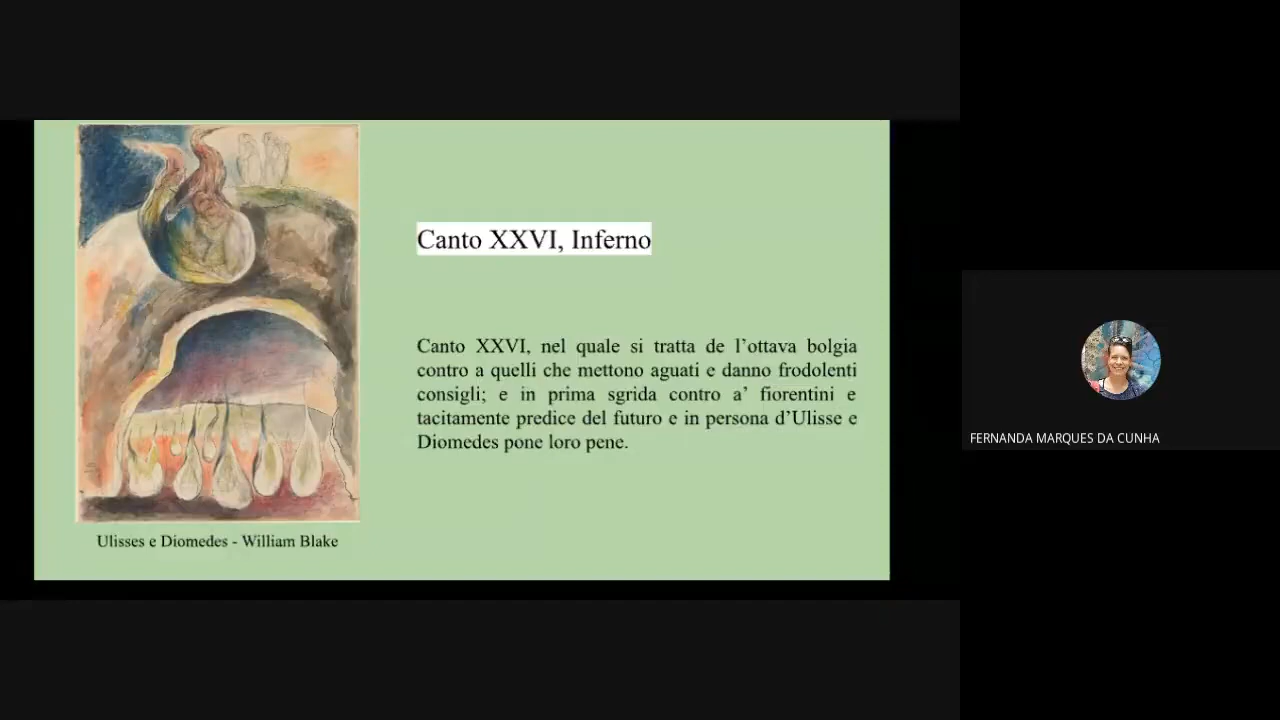 Canto XXVI, Inferno
Canto XXVI, nel quale si tratta de l’ottava bolgia
contro a quelli che mettono aguati e danno frodolenti
consigli; e in prima sgrida contro a’ fiorentini e
tacitamente predice del futuro e in persona d’Ulisse e
Diomedes pone loro pene.
Ulisses e Diomedes - William Blake
FERNANDA MARQUES DA CUNHA